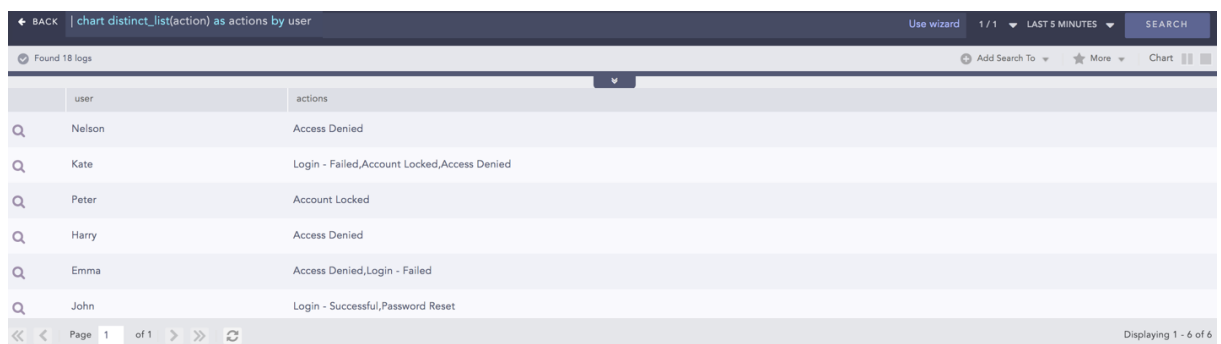 BACK | chart distinct_list(action) as actions by user Use wizard 1 / 1 LAST 5 MINUTES SEARCH
Found 18 logs Add Search To More Chart
user actions
Nelson Access Denied
Kate Login - Failed,Account Locked,Access Denied
Peter Account Locked
Harry Access Denied
Emma Access Denied,Login - Failed
John Login - Successful,Password Reset
Page 1 of 1 Displaying 1 - 6 of 6